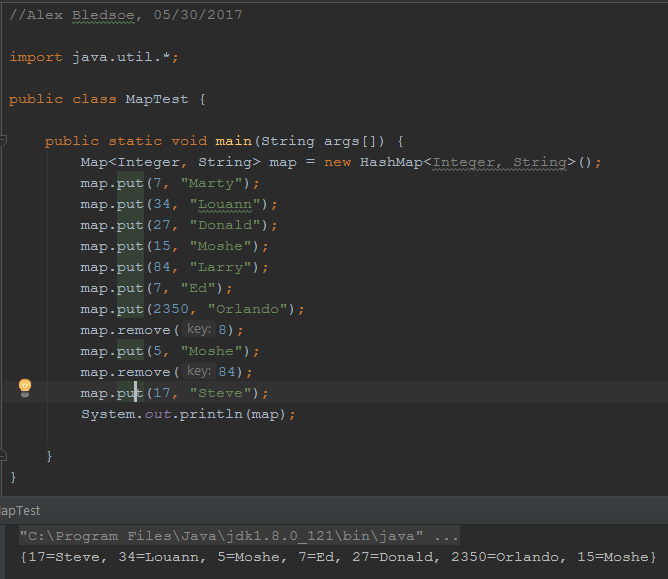 //Alex Bledsoe, 05/30/2017
import java.util.*;
public class MapTest {
public static void main(String args[]) {
Map<Integer, String> map = new HashMap<Integer, String>();
map.put(7, "Marty");
map.put(34, "Louann");
map.put(27, "Donald");
map.put(15, "Moshe");
map.put(84, "Larry");
map.put(7, "Ed");
map.put(2350, "Orlando");
map.remove( key: 8);
map.put(5, "Moshe");
map.remove( key: 84);
map.put(17, "Steve");
System.out.println(map);
}
}
MapTest
"C:\Program Files\Java\jdk1.8.0_121\bin\java" ...
{17=Steve, 34=Louann, 5=Moshe, 7=Ed, 27=Donald, 2350=Orlando, 15=Moshe}